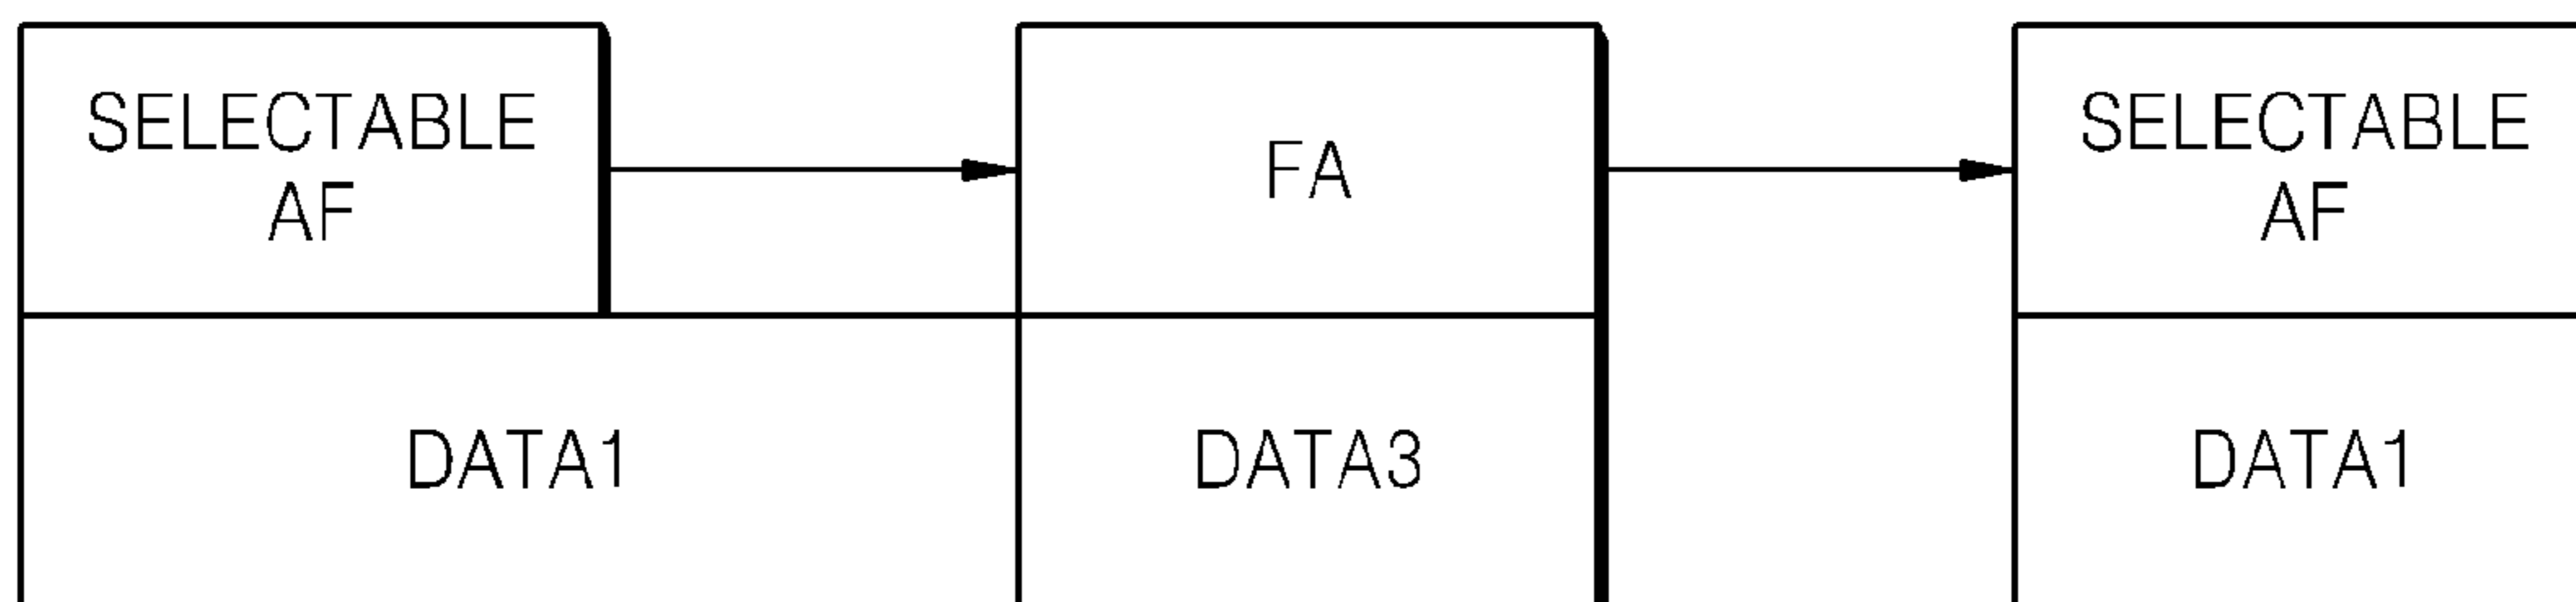 SELECTABLE
AF
FA
SELECTABLE
AF
DATA1
DATA3
DATA1